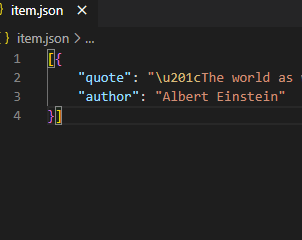 item.json ×
item.json > ...
1 [{
2 "quote": "\u201cThe world as
3 "author": "Albert Einstein"
4 }]